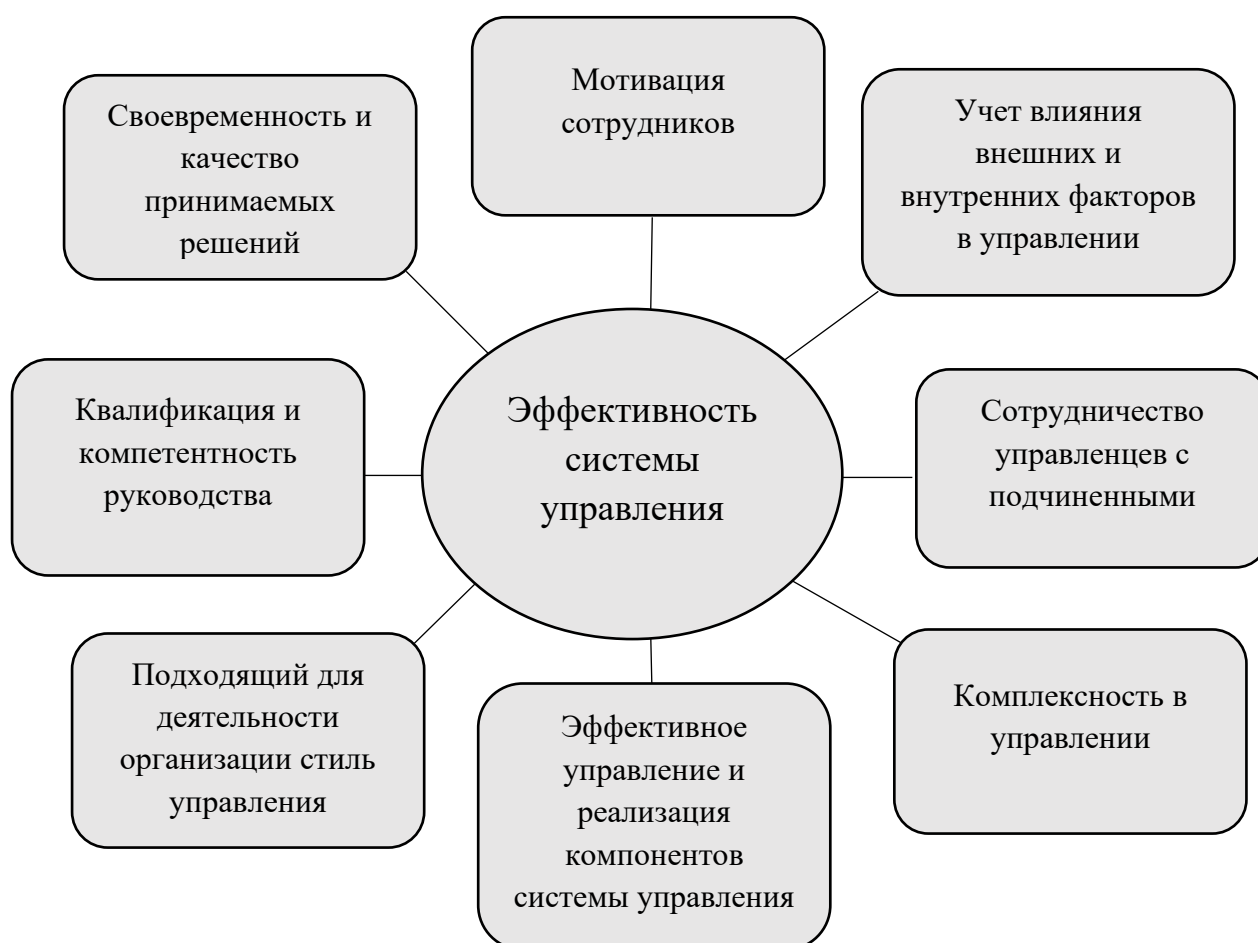 Мотивация
сотрудников
Своевременность и
качество
принимаемых
решений
Учет влияния
внешних и
внутренних факторов
в управлении
Квалификация и
компетентность
руководства
Эффективность
системы
управления
Сотрудничество
управленцев с
подчиненными
Подходящий для
деятельности
организации стиль
управления
Эффективное
управление и
реализация
компонентов
системы управления
Комплексность в
управлении